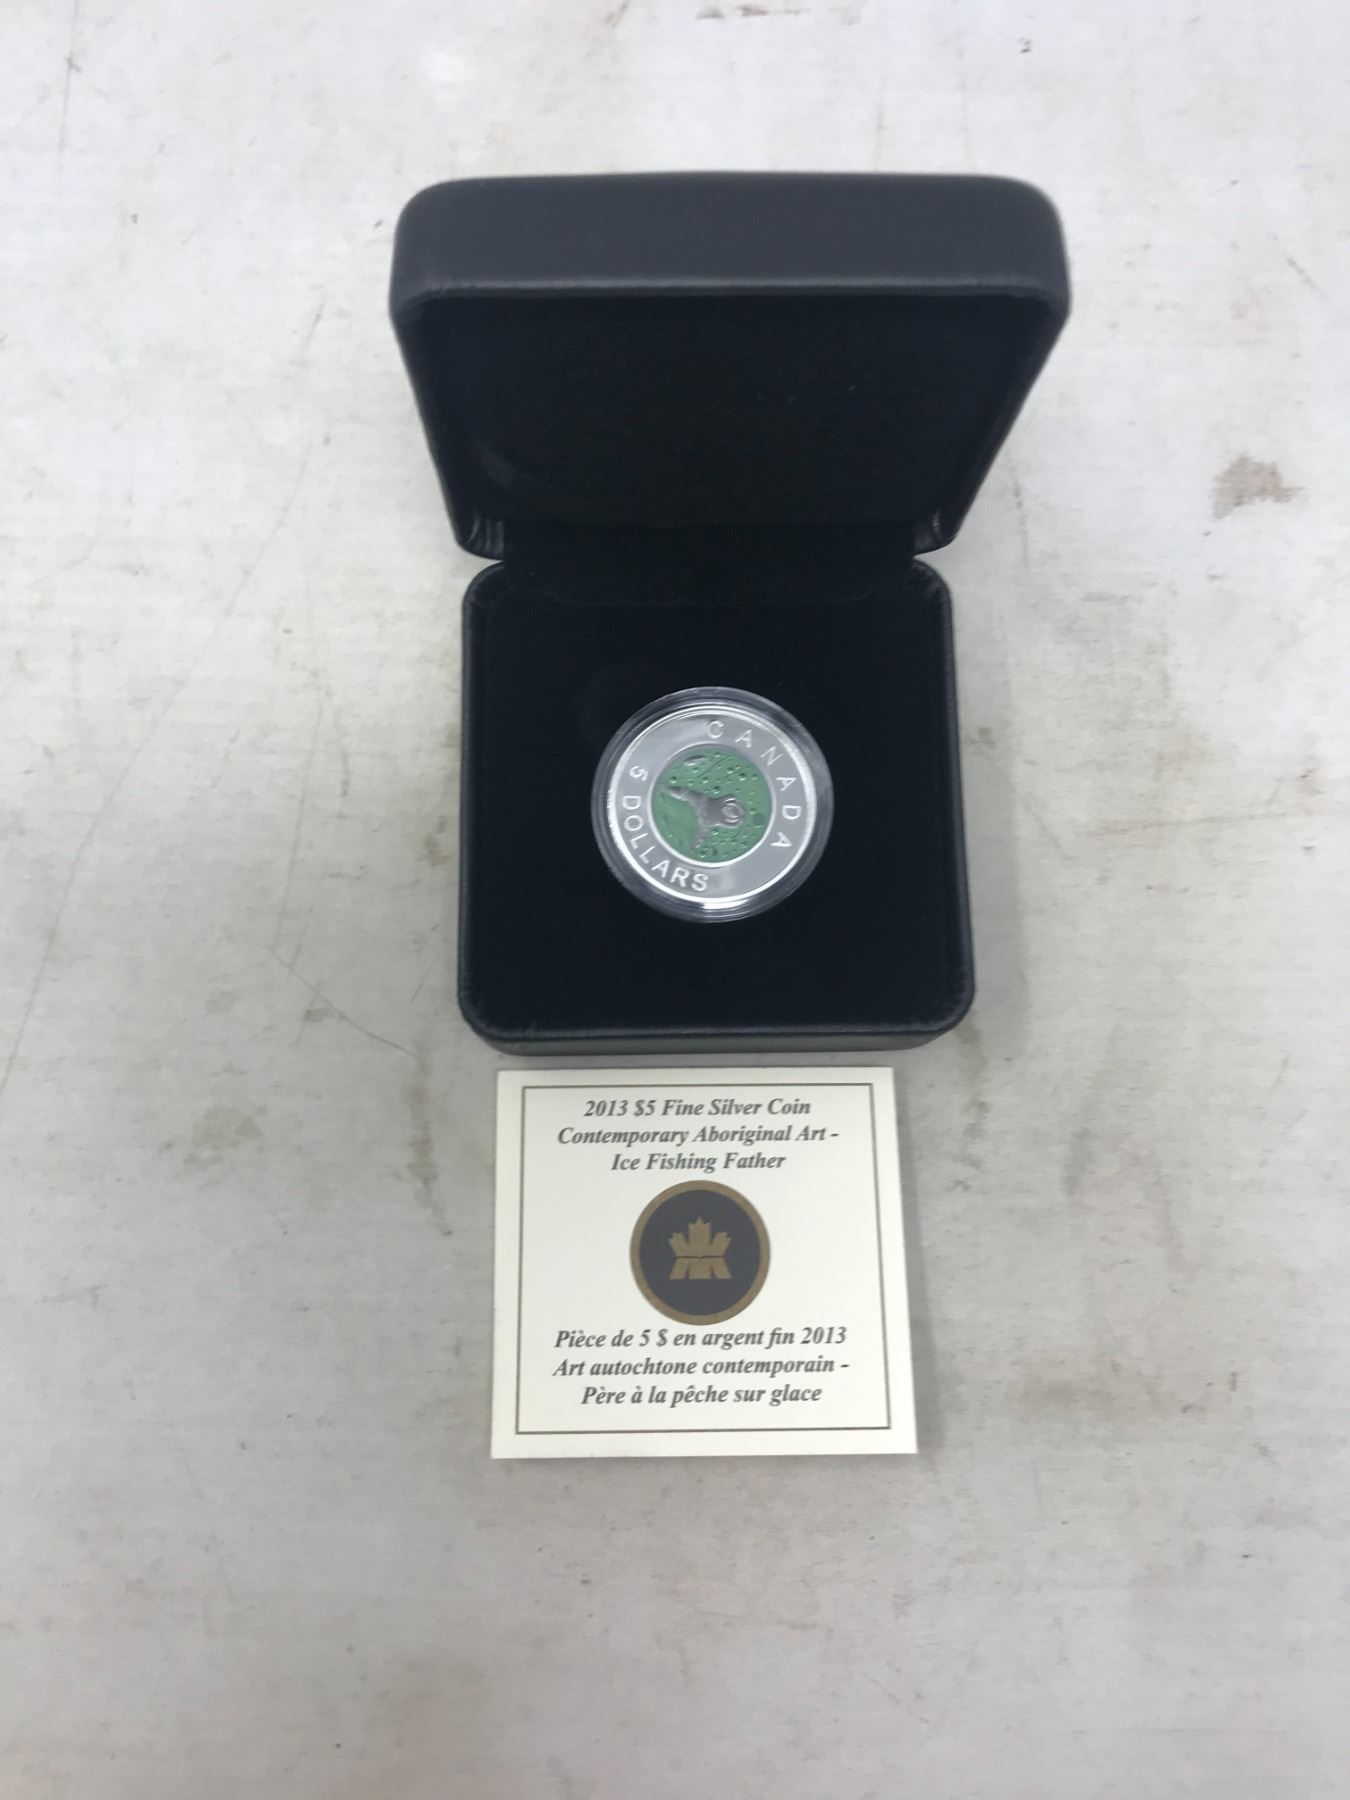 CANADA
5 DOLLARS
2013 $5 Fine Silver Coin
Contemporary Aboriginal Art -
Ice Fishing Father
Pièce de 5 $ en argent fin 2013
Art autochtone contemporain -
Père à la pêche sur glace